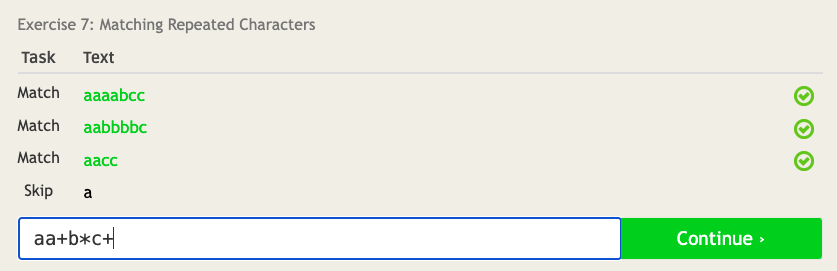 Exercise 7: Matching Repeated Characters
Task Text
Match aaaabcc
Match aabbbbc
Match aacc
Skip a
aa+b*c+ Continue ›